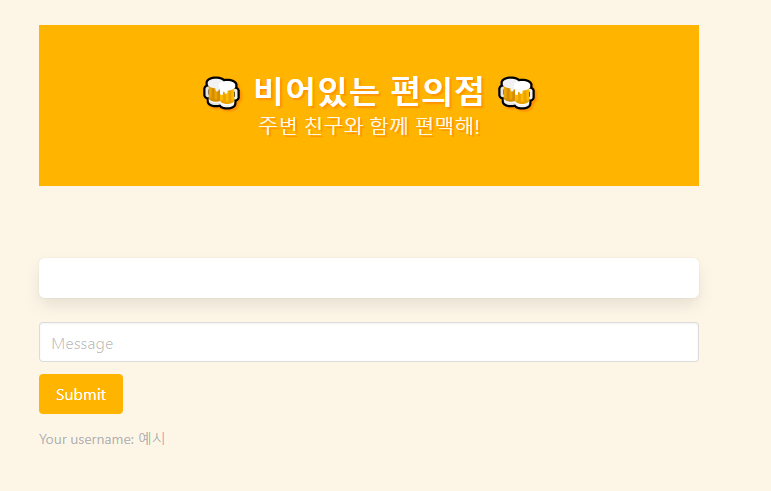 🍻 비어있는 편의점 🍻
주변 친구와 함께 편맥해!
Message
Submit
Your username: 예시